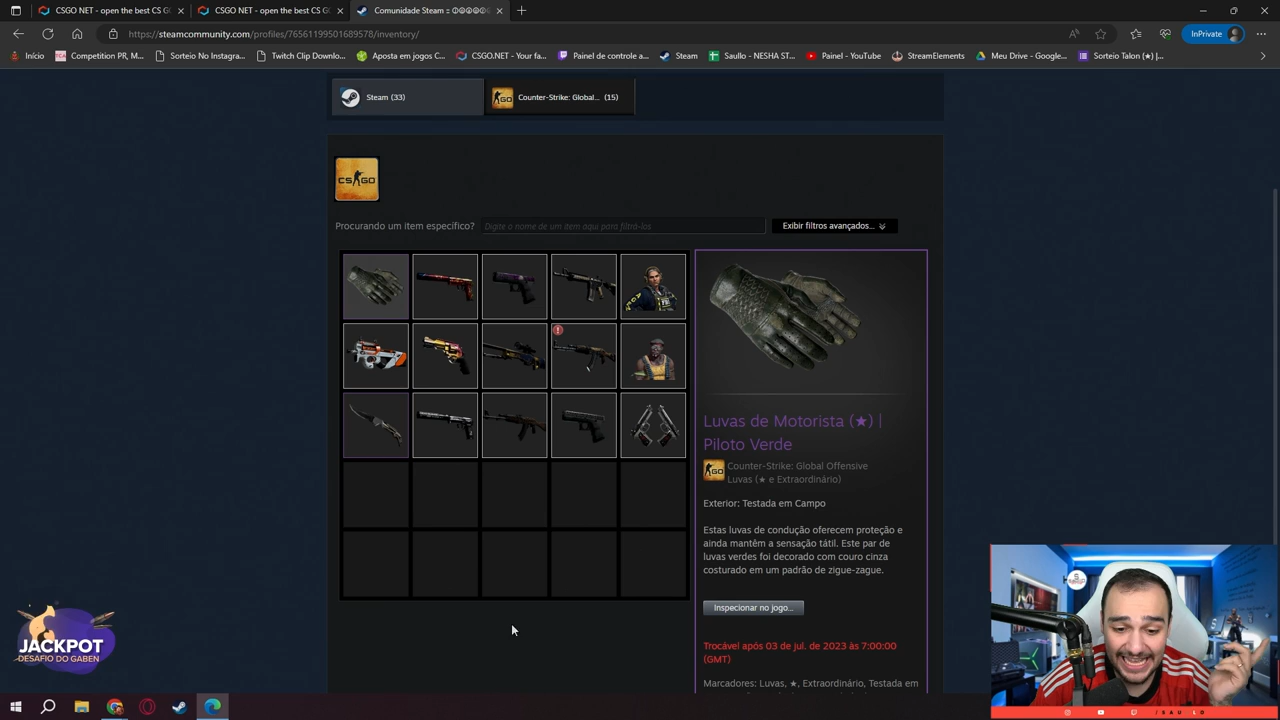 CSGO NET - open the best CS G
CSGO NET - open the best CS G
Comunidade Steam ::
https://steamcommunity.com/profiles/76561199501689578/inventory/
InPrivate
Início
Competition PR, M...
Sorteio No Instagra...
Twitch Clip Downlo...
Aposta em jogos C...
CSGO.NET - Your fa...
Painel de controle a...
Steam
Saullo - NESHA ST...
Painel - YouTube
StreamElements
Meu Drive - Google...
Sorteio Talon (★) |...
Steam (33)
Counter-Strike: Global... (15)
CS GO
Procurando um item específico?
Digite o nome de um item aqui para filtrá-los
Exibir filtros avançados...
Luvas de Motorista (★) |
Piloto Verde
Counter-Strike: Global Offensive
Luvas (★ e Extraordinário)
Exterior: Testada em Campo
Estas luvas de condução oferecem proteção e
ainda mantêm a sensação tátil. Este par de
luvas verdes foi decorado com couro cinza
costurado em um padrão de zigue-zague.
Inspecionar no jogo...
Trocável após 03 de jul. de 2023 às 7:00:00
(GMT)
Marcadores: Luvas, ★, Extraordinário, Testada em
JACKPOT
DESAFIO DO GABEN